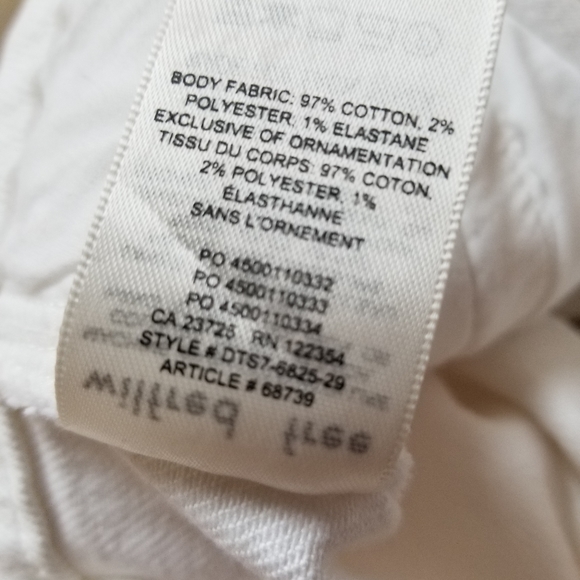 BODY FABRIC: 97% COTTON, 2%
POLYESTER, 1% ELASTANE
EXCLUSIVE OF ORNAMENTATION
TISSU DU CORPS: 97% COTON,
2% POLYESTER, 1%
ÉLASTHANNE
SANS L'ORNEMENT
PO 4500110332
PO 4500110333
PO 4500110334
CA 23725 RN 122354
STYLE # DTS7-6825-29
ARTICLE # 68739
wilfred free